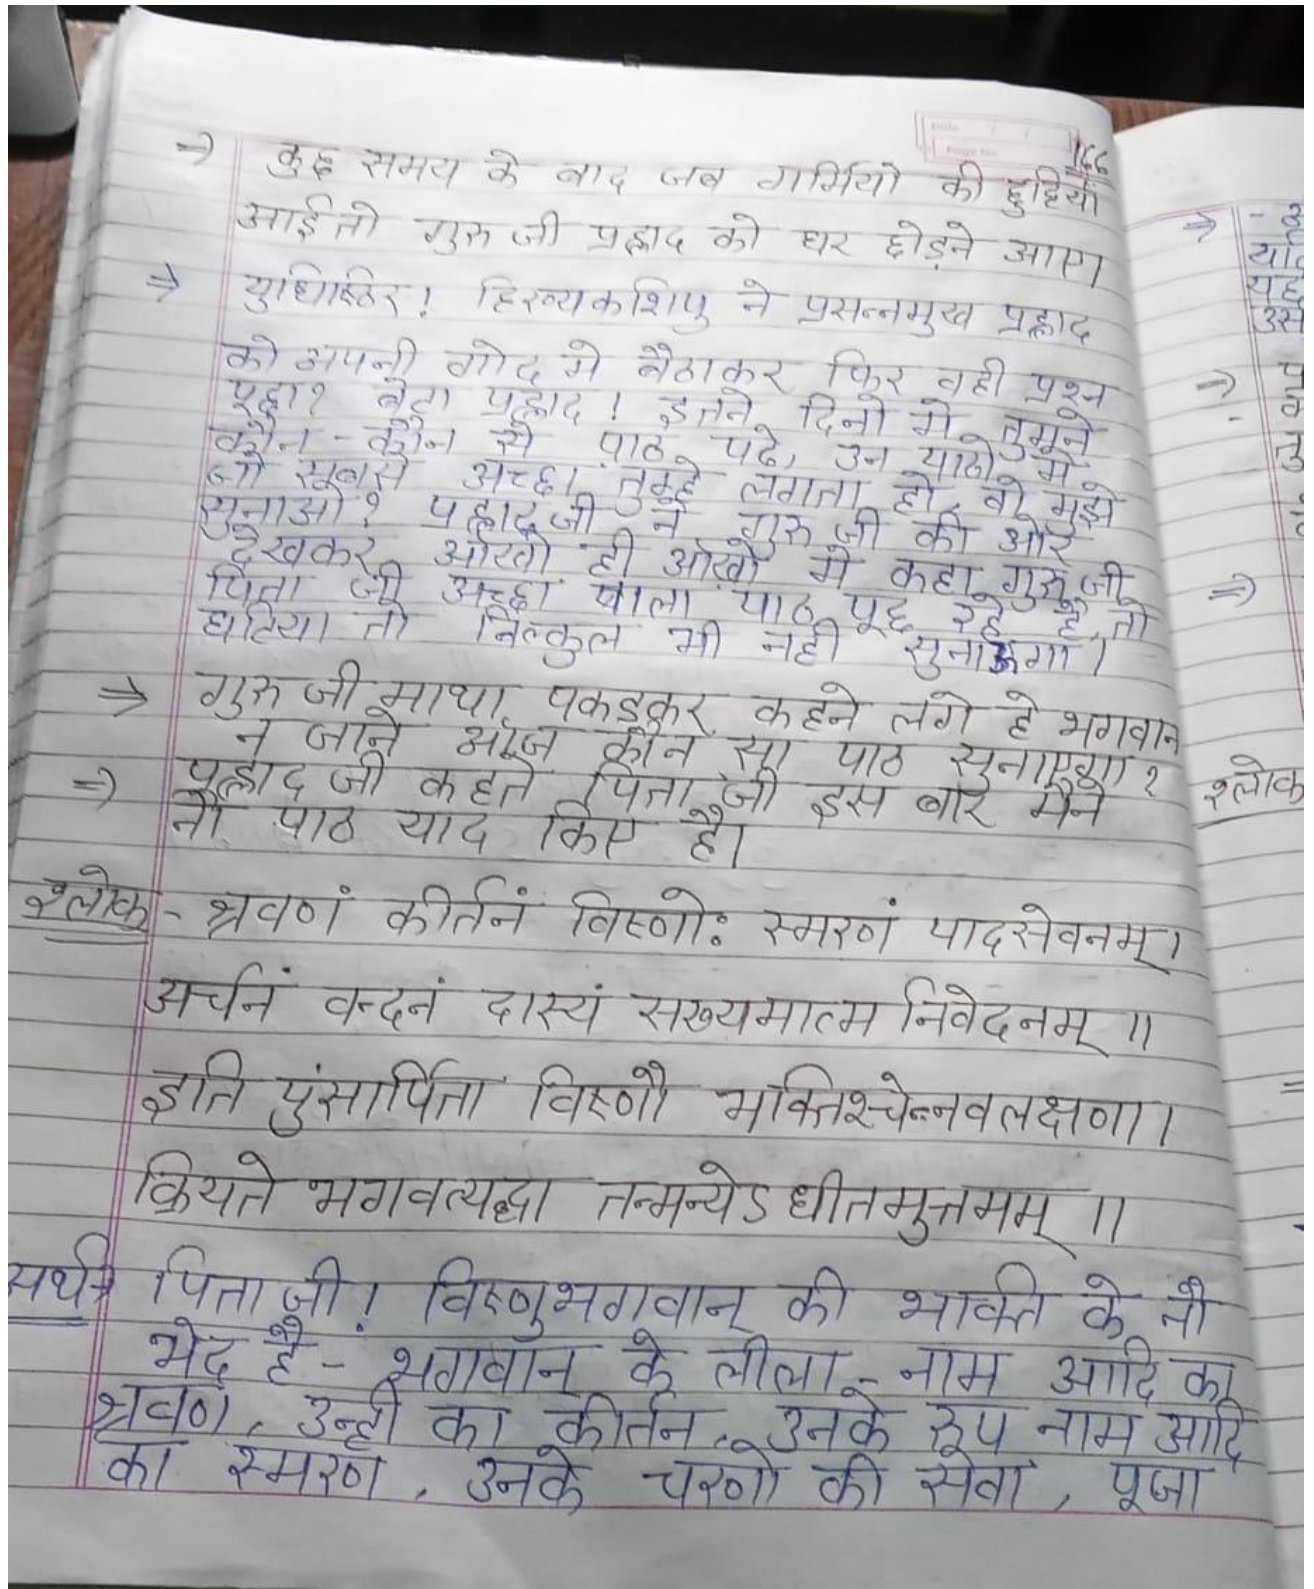 166
⇒ कुछ समय के बाद जब गर्मियो की छुट्टियाँ
आई तो गुरु जी प्रह्लाद को घर छोड़ने आए।
⇒ युधिष्ठिर! हिरण्यकशिपु ने प्रसन्नमुख प्रह्लाद
को अपनी गोद मे बैठाकर फिर वही प्रश्न
पूछा? बेटा प्रह्लाद! इतने दिनो मे तुमने
कौन-कौन से पाठ पढे, उन पाठो मे
जो सबसे अच्छा तुम्हे लगता हो, वो मुझे
सुनाओ? प्रह्लाद जी ने गुरु जी की ओर
देखकर आँखो ही आँखो मे कहा गुरु जी
पिता जी अच्छा वाला पाठ पूछ रहे है, तो
घटिया तो बिल्कुल भी नही सुनाऊगा।
⇒ गुरु जी माथा पकड़कर कहने लगे हे भगवान
न जाने आज कौन सा पाठ सुनाएगा?
⇒ प्रह्लाद जी कहते पिता जी इस बार मैने
नौ पाठ याद किए है।
श्लोक - श्रवणं कीर्तनं विष्णोः स्मरणं पादसेवनम्।
अर्चनं वन्दनं दास्यं सख्यमात्म निवेदनम् ॥
इति पुंसार्पिता विष्णौ भक्तिश्चेन्नवलक्षणा।
क्रियते भगवत्यद्धा तन्मन्येऽधीतमुत्तमम् ॥
पिता जी! विष्णुभगवान् की भक्ति के नौ
भेद है - भगवान् के लीला - नाम आदि का
श्रवण, उन्ही का कीर्तन, उनके रूप नाम आदि
का स्मरण, उनके चरणो की सेवा, पूजा
⇒
⇒
⇒
श्लोक